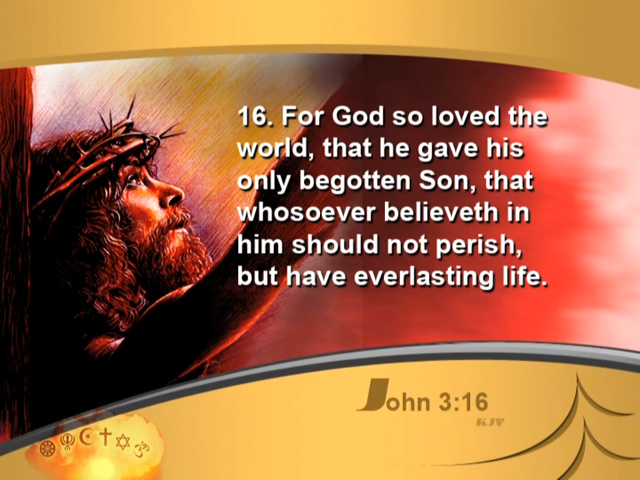 16. For God so loved the
world, that he gave his
only begotten Son, that
whosoever believeth in
him should not perish,
but have everlasting life.
John 3:16
KJV